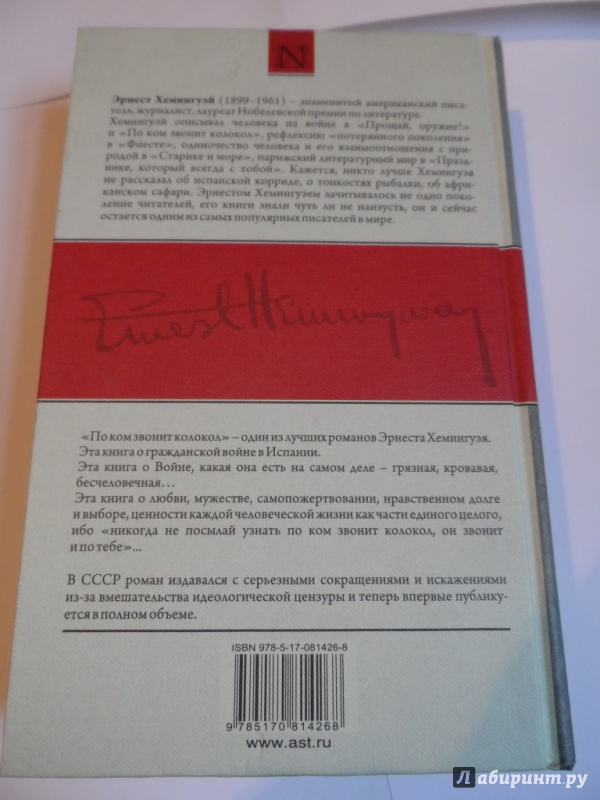 N
Эрнест Хемингуэй (1899–1961) – знаменитый американский писа-
тель, журналист, лауреат Нобелевской премии по литературе.
Хемингуэй описывал человека на войне в «Прощай, оружие!»
и «По ком звонит колокол», рефлексию «потерянного поколения»
в «Фиесте», одиночество человека и его взаимоотношения с при-
родой в «Старике и море», парижский литературный мир в «Празд-
нике, который всегда с тобой». Кажется, никто лучше Хемингуэя
не рассказал об испанской корриде, о тонкостях рыбалки, об афри-
канском сафари. Эрнестом Хемингуэем зачитывалось не одно поко-
ление читателей, его книги знали чуть ли не наизусть, он и сейчас
остается одним из самых популярных писателей в мире.
Ernest Hemingway
«По ком звонит колокол» – один из лучших романов Эрнеста Хемингуэя.
Эта книга о гражданской войне в Испании.
Эта книга о Войне, какая она есть на самом деле – грязная, кровавая,
бесчеловечная...
Эта книга о любви, мужестве, самопожертвовании, нравственном долге
и выборе, ценности каждой человеческой жизни как части единого целого,
ибо «никогда не посылай узнать по ком звонит колокол, он звонит
и по тебе»...
В СССР роман издавался с серьезными сокращениями и искажениями
из-за вмешательства идеологической цензуры и теперь впервые публику-
ется в полном объеме.
ISBN 978-5-17-081426-8
9 785170 814268
www.ast.ru
Лабиринт.ру